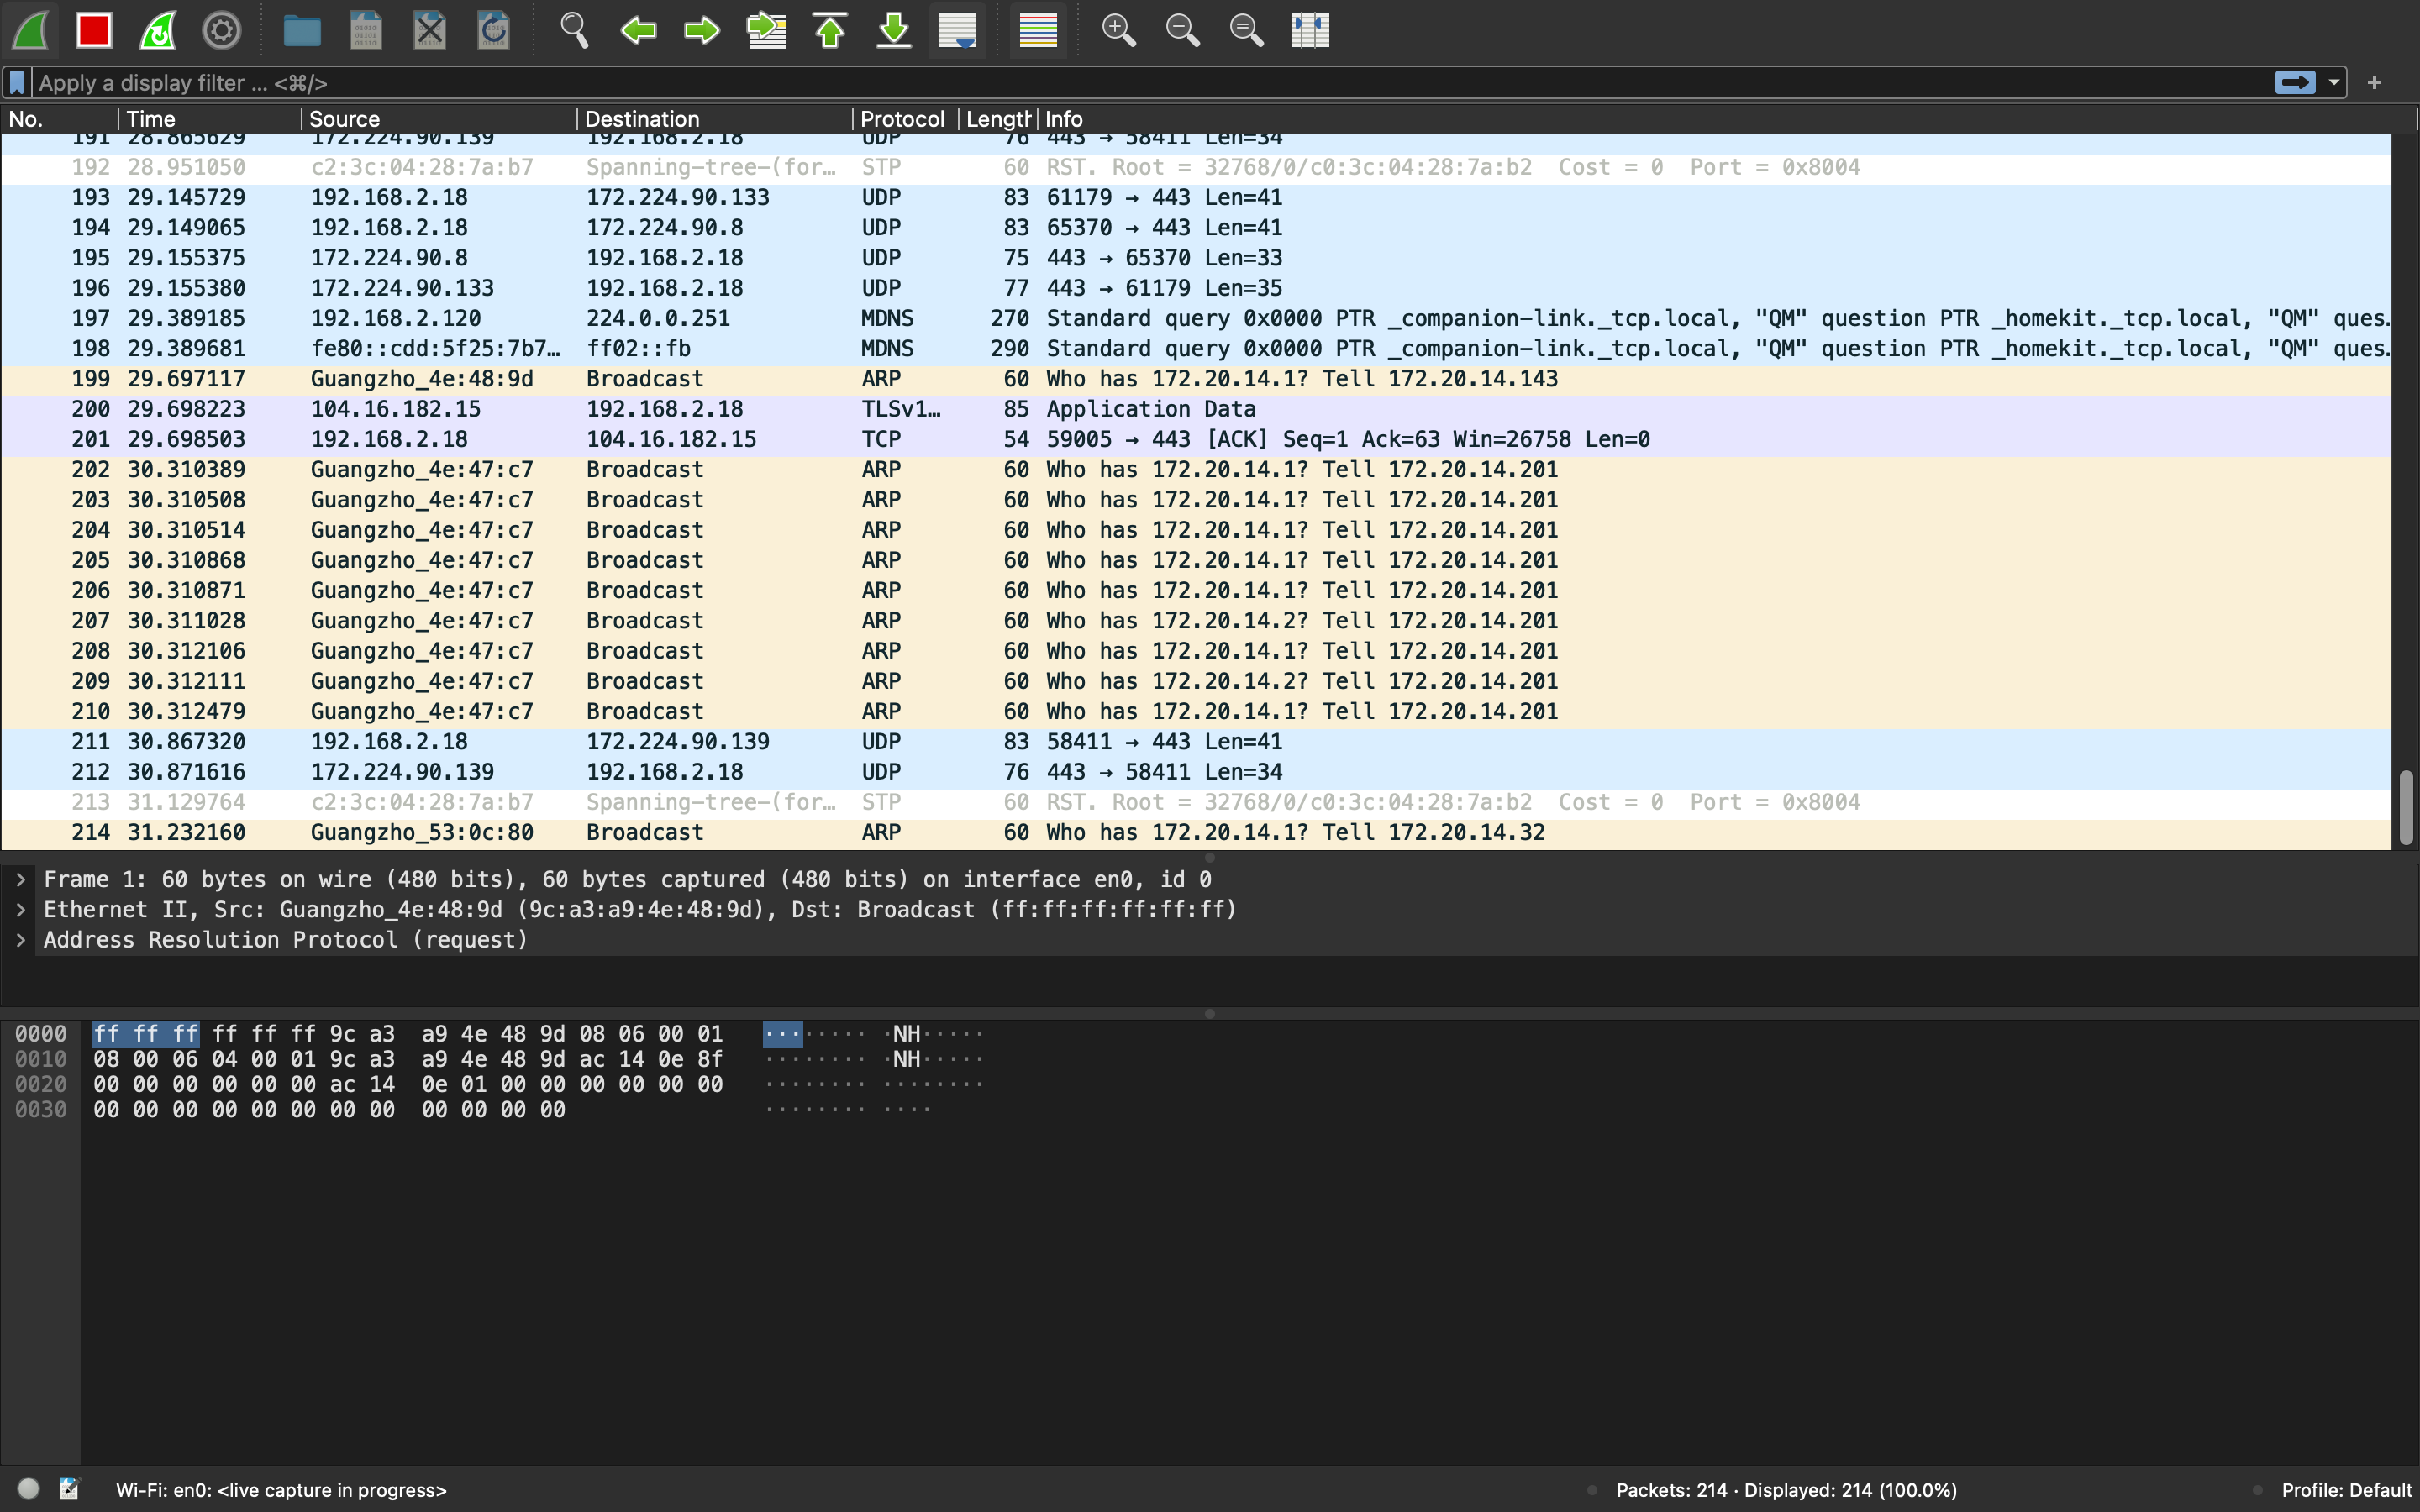 Apply a display filter ... <⌘/>
No. Time Source Destination Protocol Length Info
191 28.865629 172.224.90.139 192.168.2.18 UDP 76 443 → 58411 Len=34
192 28.951050 c2:3c:04:28:7a:b7 Spanning-tree-(for… STP 60 RST. Root = 32768/0/c0:3c:04:28:7a:b2 Cost = 0 Port = 0x8004
193 29.145729 192.168.2.18 172.224.90.133 UDP 83 61179 → 443 Len=41
194 29.149065 192.168.2.18 172.224.90.8 UDP 83 65370 → 443 Len=41
195 29.155375 172.224.90.8 192.168.2.18 UDP 75 443 → 65370 Len=33
196 29.155380 172.224.90.133 192.168.2.18 UDP 77 443 → 61179 Len=35
197 29.389185 192.168.2.120 224.0.0.251 MDNS 270 Standard query 0x0000 PTR _companion-link._tcp.local, "QM" question PTR _homekit._tcp.local, "QM" ques…
198 29.389681 fe80::cdd:5f25:7b7… ff02::fb MDNS 290 Standard query 0x0000 PTR _companion-link._tcp.local, "QM" question PTR _homekit._tcp.local, "QM" ques…
199 29.697117 Guangzho_4e:48:9d Broadcast ARP 60 Who has 172.20.14.1? Tell 172.20.14.143
200 29.698223 104.16.182.15 192.168.2.18 TLSv1… 85 Application Data
201 29.698503 192.168.2.18 104.16.182.15 TCP 54 59005 → 443 [ACK] Seq=1 Ack=63 Win=26758 Len=0
202 30.310389 Guangzho_4e:47:c7 Broadcast ARP 60 Who has 172.20.14.1? Tell 172.20.14.201
203 30.310508 Guangzho_4e:47:c7 Broadcast ARP 60 Who has 172.20.14.1? Tell 172.20.14.201
204 30.310514 Guangzho_4e:47:c7 Broadcast ARP 60 Who has 172.20.14.1? Tell 172.20.14.201
205 30.310868 Guangzho_4e:47:c7 Broadcast ARP 60 Who has 172.20.14.1? Tell 172.20.14.201
206 30.310871 Guangzho_4e:47:c7 Broadcast ARP 60 Who has 172.20.14.1? Tell 172.20.14.201
207 30.311028 Guangzho_4e:47:c7 Broadcast ARP 60 Who has 172.20.14.2? Tell 172.20.14.201
208 30.312106 Guangzho_4e:47:c7 Broadcast ARP 60 Who has 172.20.14.1? Tell 172.20.14.201
209 30.312111 Guangzho_4e:47:c7 Broadcast ARP 60 Who has 172.20.14.2? Tell 172.20.14.201
210 30.312479 Guangzho_4e:47:c7 Broadcast ARP 60 Who has 172.20.14.1? Tell 172.20.14.201
211 30.867320 192.168.2.18 172.224.90.139 UDP 83 58411 → 443 Len=41
212 30.871616 172.224.90.139 192.168.2.18 UDP 76 443 → 58411 Len=34
213 31.129764 c2:3c:04:28:7a:b7 Spanning-tree-(for… STP 60 RST. Root = 32768/0/c0:3c:04:28:7a:b2 Cost = 0 Port = 0x8004
214 31.232160 Guangzho_53:0c:80 Broadcast ARP 60 Who has 172.20.14.1? Tell 172.20.14.32
Frame 1: 60 bytes on wire (480 bits), 60 bytes captured (480 bits) on interface en0, id 0
Ethernet II, Src: Guangzho_4e:48:9d (9c:a3:a9:4e:48:9d), Dst: Broadcast (ff:ff:ff:ff:ff:ff)
Address Resolution Protocol (request)
0000 ff ff ff ff ff ff 9c a3 a9 4e 48 9d 08 06 00 01 ········ ·NH·····
0010 08 00 06 04 00 01 9c a3 a9 4e 48 9d ac 14 0e 8f ········ ·NH·····
0020 00 00 00 00 00 00 ac 14 0e 01 00 00 00 00 00 00 ········ ········
0030 00 00 00 00 00 00 00 00 00 00 00 00 ········ ····
Wi-Fi: en0: <live capture in progress> Packets: 214 · Displayed: 214 (100.0%) Profile: Default